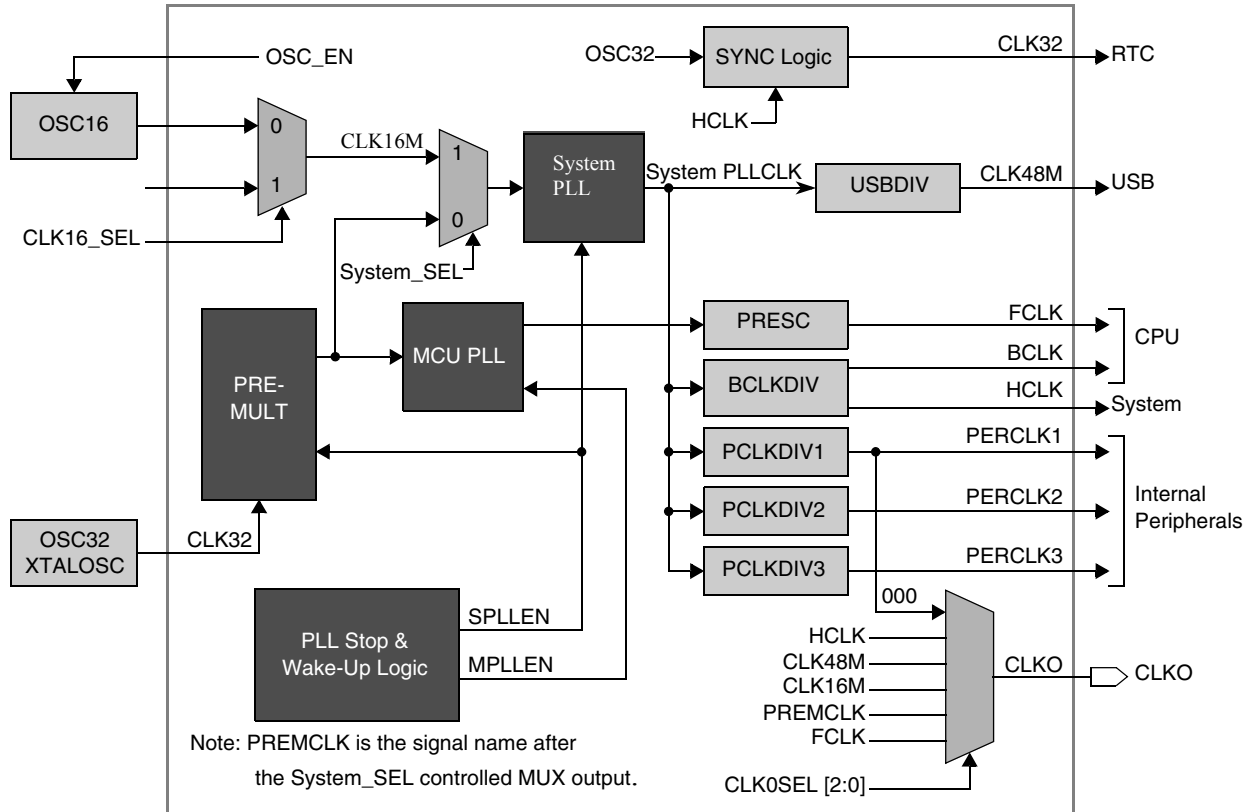 OSC_EN
OSC32
SYNC Logic
CLK32
RTC
OSC16
HCLK
0
1
CLK16M
CLK16_SEL
1
0
System_SEL
System
PLL
System PLLCLK
USBDIV
CLK48M
USB
PRE-
MULT
MCU PLL
PRESC
FCLK
BCLK
CPU
BCLKDIV
HCLK
System
PCLKDIV1
PERCLK1
PCLKDIV2
PERCLK2
Internal
Peripherals
PCLKDIV3
PERCLK3
OSC32
XTALOSC
CLK32
PLL Stop &
Wake-Up Logic
SPLLEN
MPLLEN
000
HCLK
CLK48M
CLK16M
PREMCLK
FCLK
CLKO
CLKO
CLK0SEL [2:0]
Note: PREMCLK is the signal name after
the System_SEL controlled MUX output.